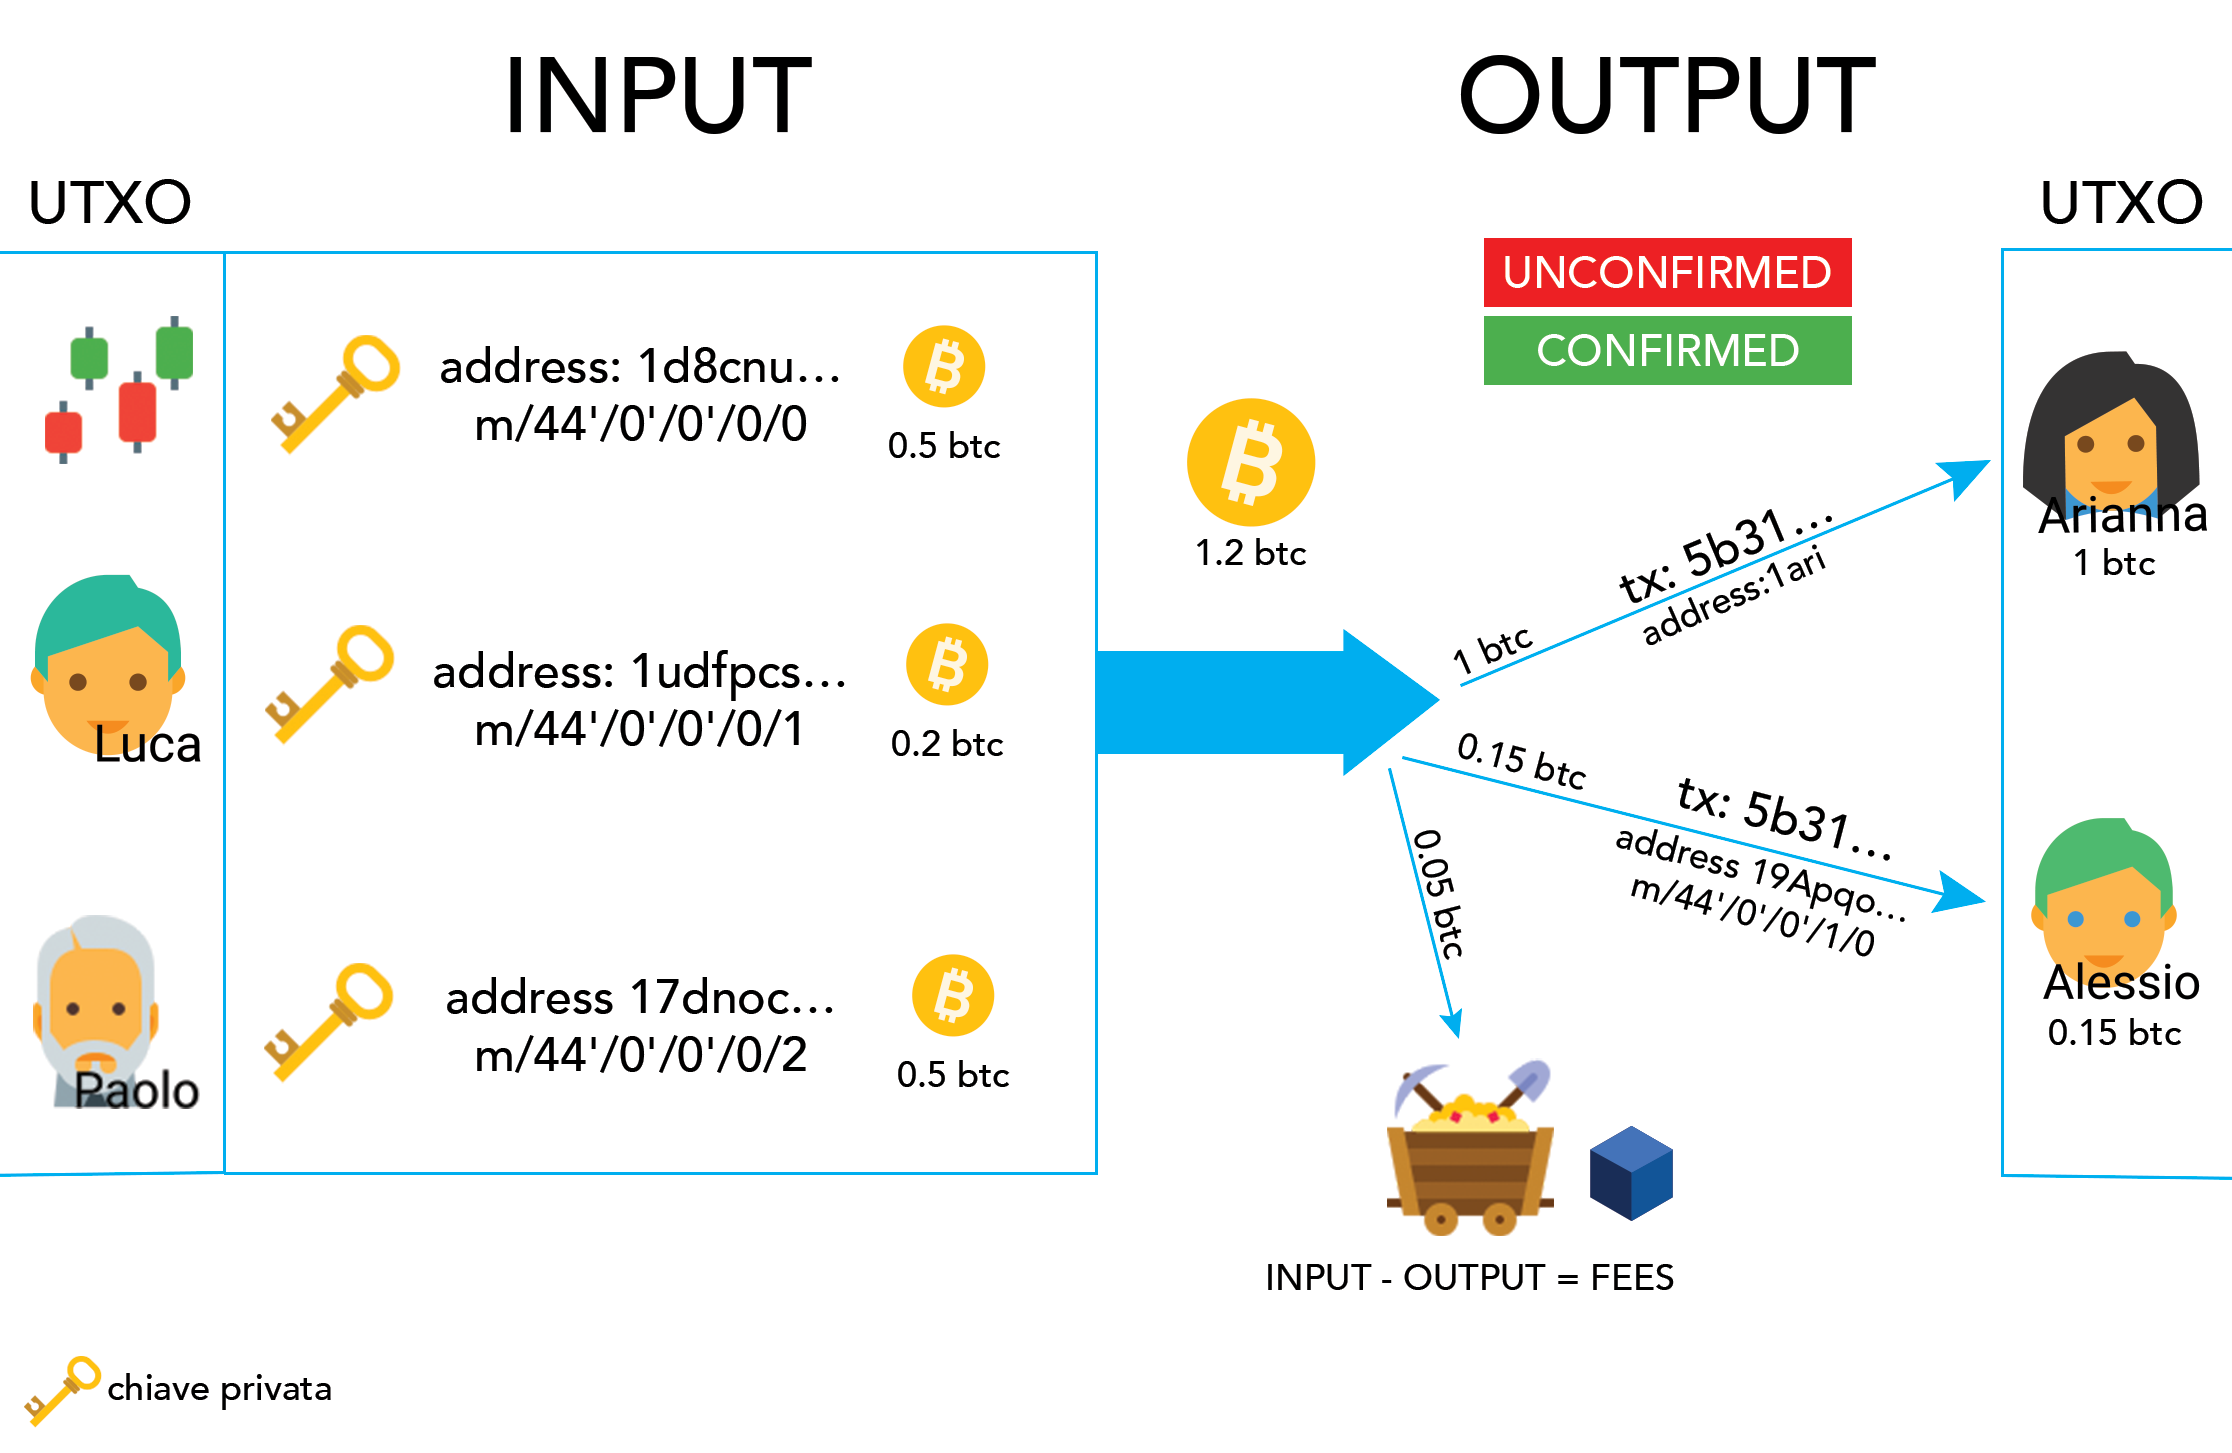 INPUT
OUTPUT
UTXO
UTXO
UNCONFIRMED
CONFIRMED
address: 1d8cnu...
m/44'/0'/0'/0/0
0.5 btc
Luca
address: 1udfpcs...
m/44'/0'/0'/0/1
0.2 btc
Paolo
address 17dnoc...
m/44'/0'/0'/0/2
0.5 btc
1.2 btc
1 btc
tx: 5b31...
address:1ari
Arianna
1 btc
0.15 btc
tx: 5b31...
address 19Apqo...
m/44'/0'/0'/1/0
Alessio
0.15 btc
0.05 btc
INPUT - OUTPUT = FEES
chiave privata